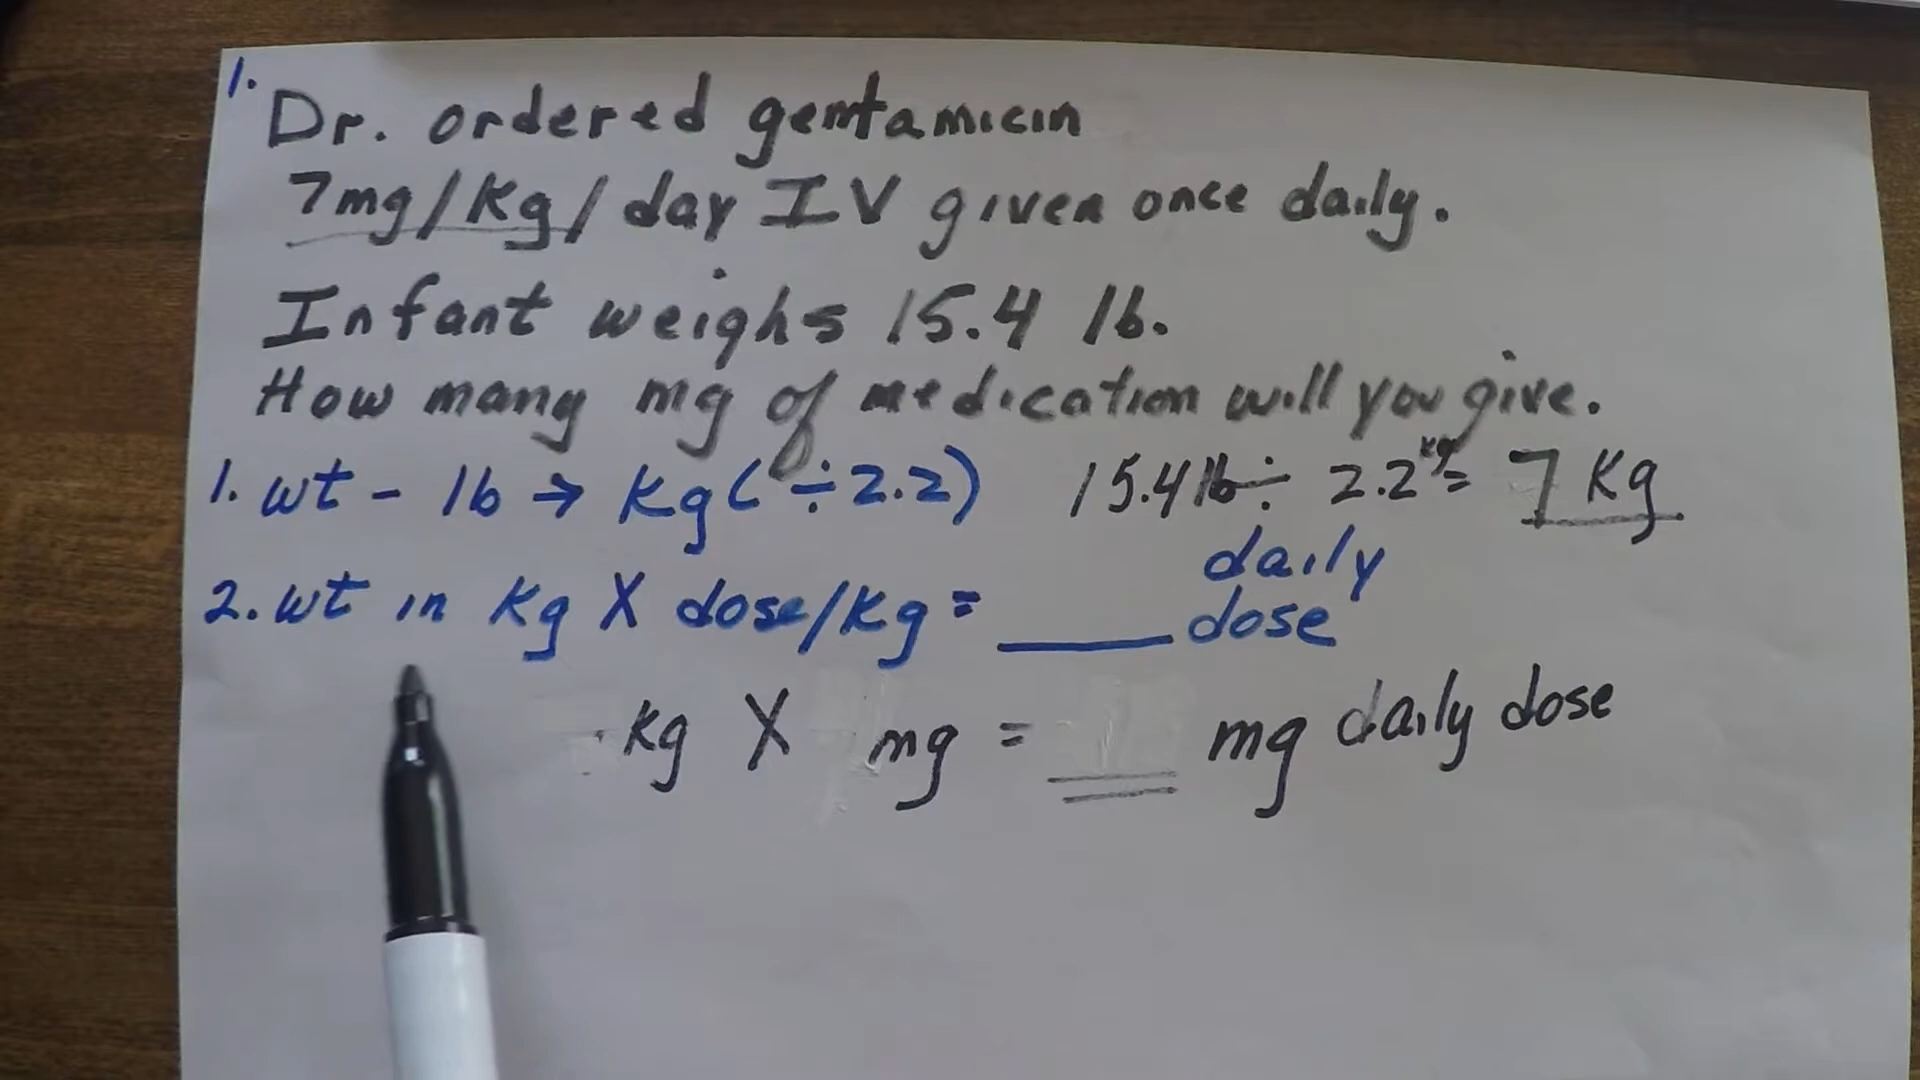 1.
Dr. ordered gentamicin
7mg/kg/day IV given once daily.
Infant weighs 15.4 lb.
How many mg of medication will you give.
1. wt - lb → kg (÷2.2) 15.4 lb ÷ 2.2 kg = 7 kg
2. wt in kg X dose/kg = ____ daily dose
kg X mg = ____ mg daily dose